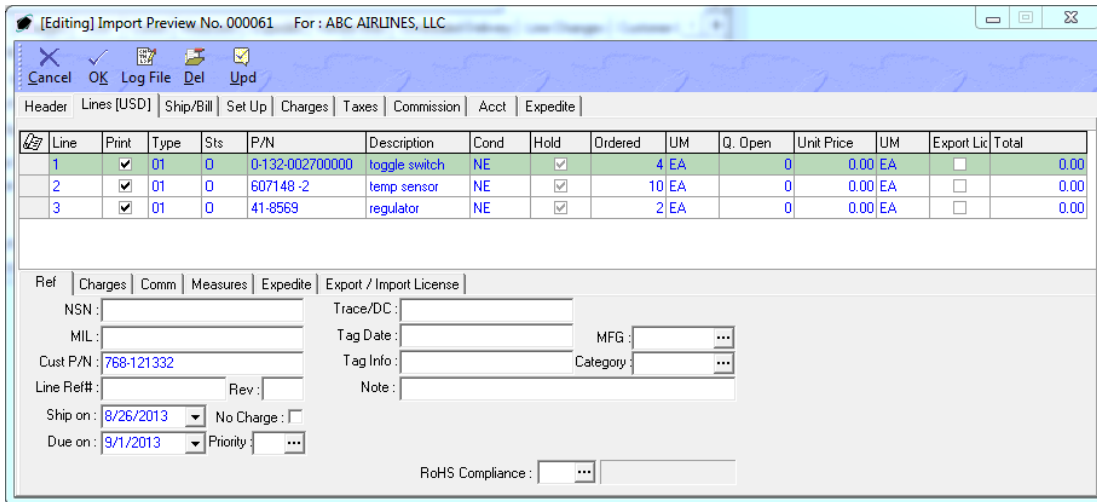 [Editing] Import Preview No. 000061 For : ABC AIRLINES, LLC
Cancel OK Log File Del Upd
Header Lines [USD] Ship/Bill Set Up Charges Taxes Commission Acct Expedite
Line Print Type Sts P/N Description Cond Hold Ordered UM Q. Open Unit Price UM Export Lic Total
1 01 O 0-132-002700000 toggle switch NE 4 EA 0 0.00 EA 0.00
2 01 O 607148 -2 temp sensor NE 10 EA 0 0.00 EA 0.00
3 01 O 41-8569 regulator NE 2 EA 0 0.00 EA 0.00
Ref Charges Comm Measures Expedite Export / Import License
NSN : Trace/DC :
MIL : Tag Date : MFG : ...
Cust P/N : 768-121332 Tag Info : Category : ...
Line Ref# : Rev : Note :
Ship on : 8/26/2013 No Charge :
Due on : 9/1/2013 Priority : ...
RoHS Compliance : ...